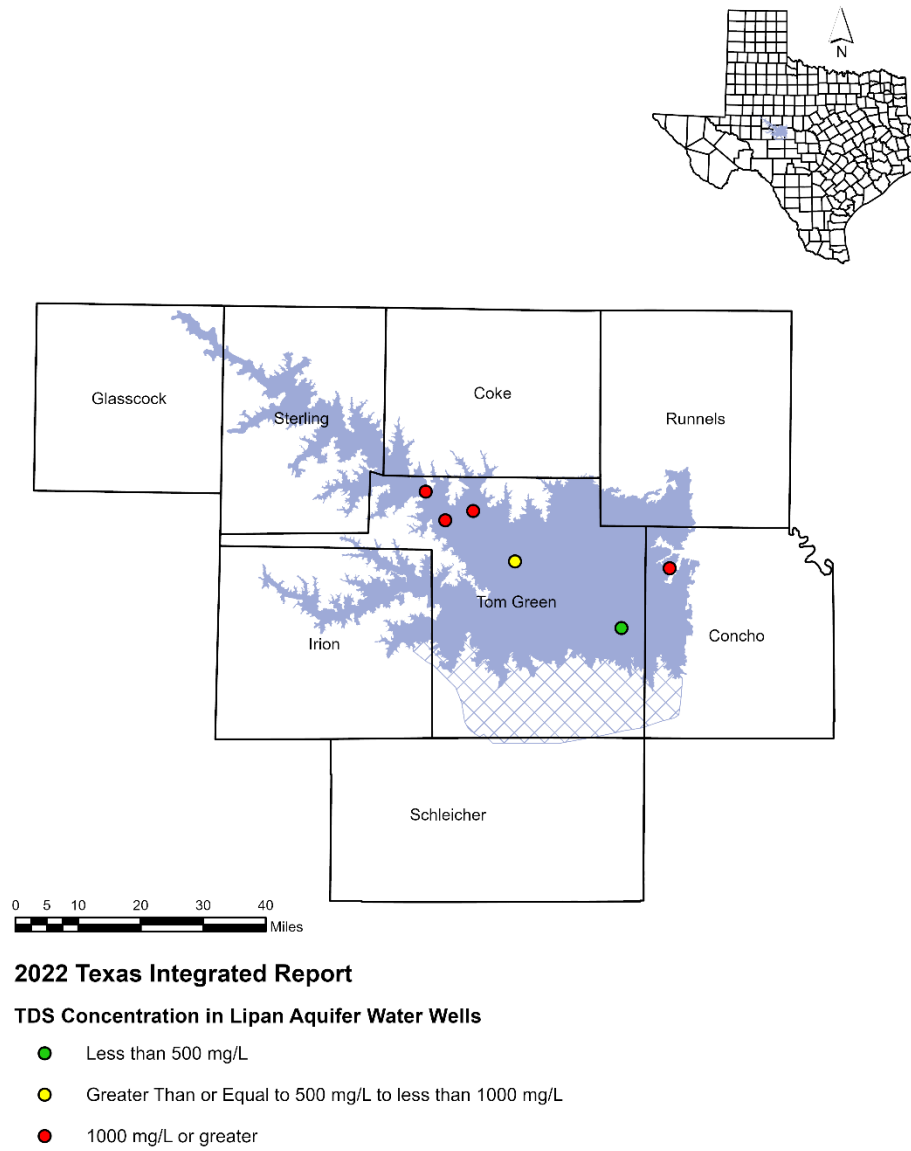 N
Glasscock
Sterling
Coke
Runnels
Tom Green
Irion
Concho
Schleicher
0 5 10 20 30 40
Miles
2022 Texas Integrated Report
TDS Concentration in Lipan Aquifer Water Wells
Less than 500 mg/L
Greater Than or Equal to 500 mg/L to less than 1000 mg/L
1000 mg/L or greater